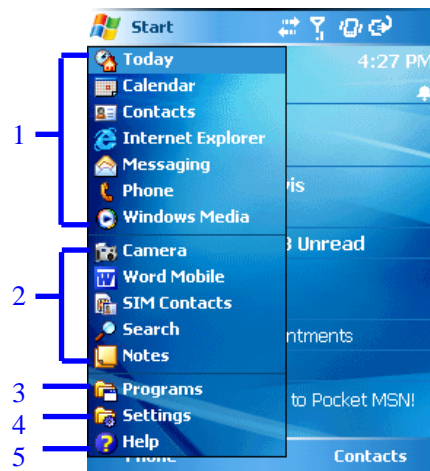 Start
Today
4:27 PM
Calendar
Contacts
1
Internet Explorer
Messaging
Phone
vis
Windows Media
Camera
3 Unread
Word Mobile
2
SIM Contacts
Search
ntments
Notes
3
Programs
to Pocket MSN!
4
Settings
5
Help
Phone
Contacts